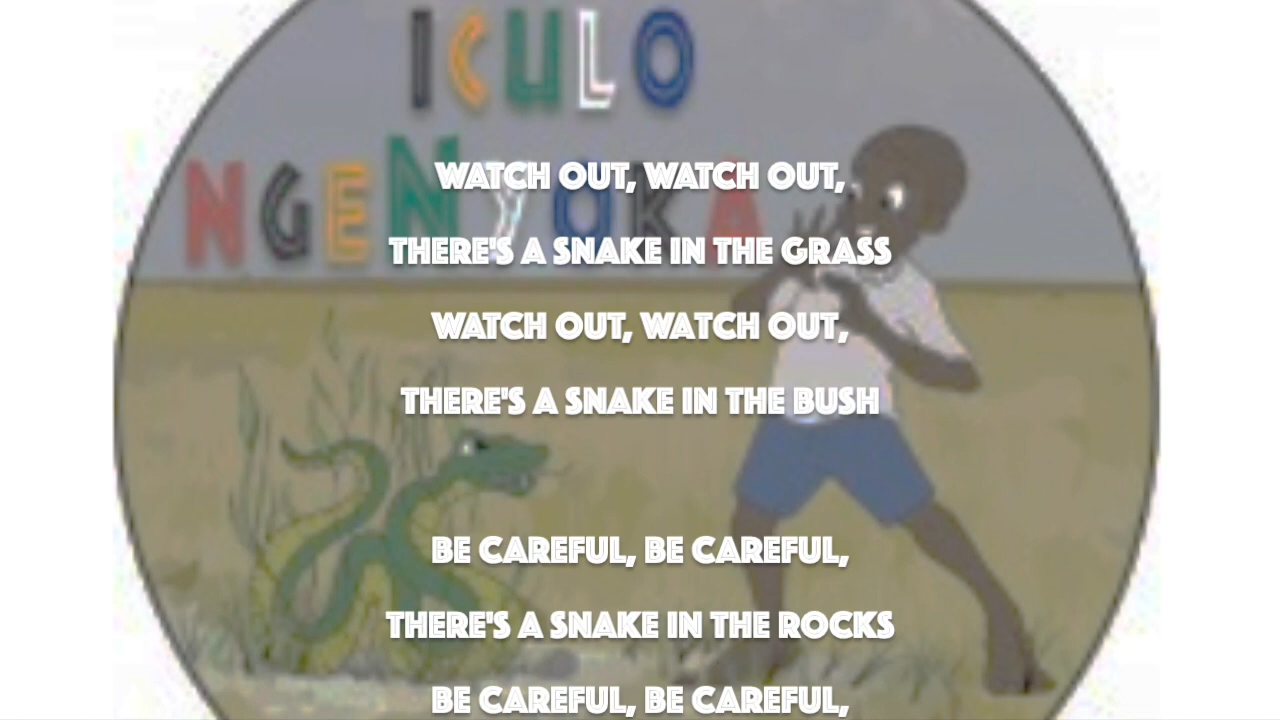 ICULO
NGENYOKA
WATCH OUT, WATCH OUT,
THERE'S A SNAKE IN THE GRASS
WATCH OUT, WATCH OUT,
THERE'S A SNAKE IN THE BUSH
BE CAREFUL, BE CAREFUL,
THERE'S A SNAKE IN THE ROCKS
BE CAREFUL, BE CAREFUL,